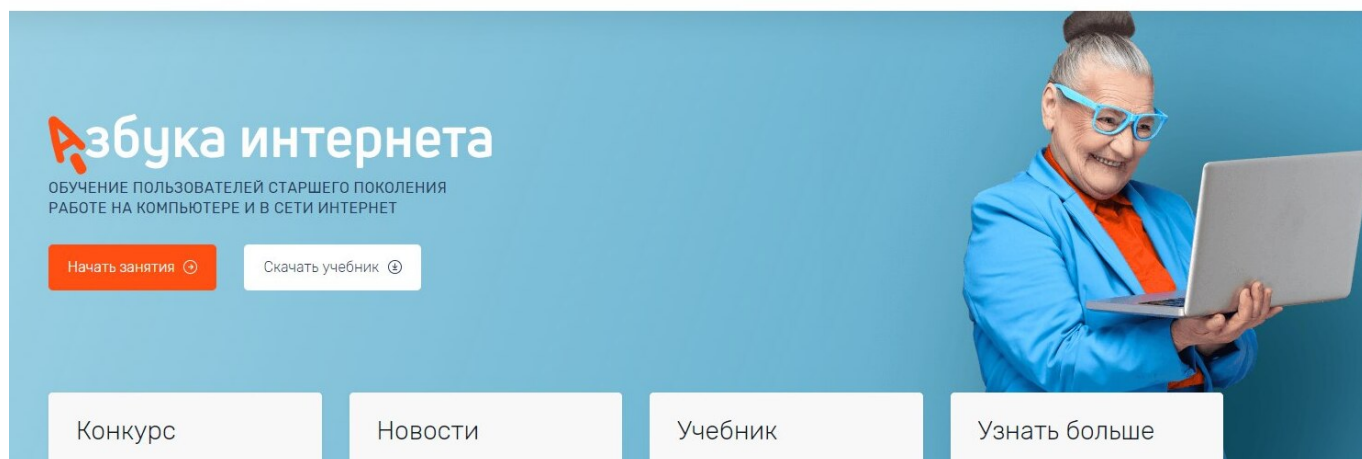 Азбука интернета
ОБУЧЕНИЕ ПОЛЬЗОВАТЕЛЕЙ СТАРШЕГО ПОКОЛЕНИЯ
РАБОТЕ НА КОМПЬЮТЕРЕ И В СЕТИ ИНТЕРНЕТ
Начать занятия
Скачать учебник
Конкурс
Новости
Учебник
Узнать больше